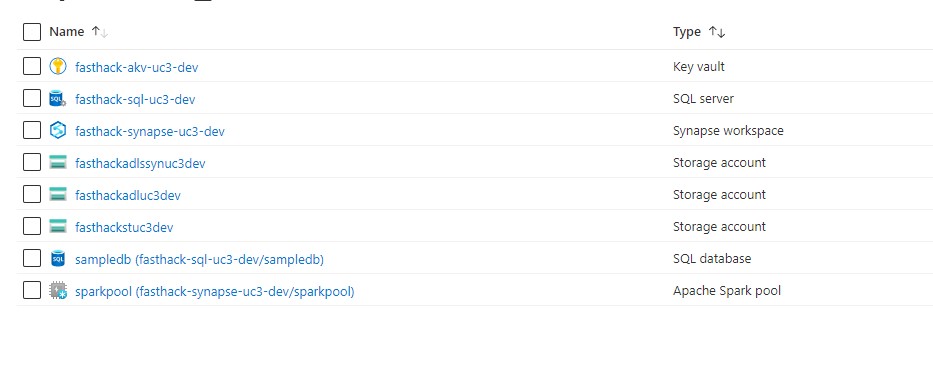 Name ↑↓ Type ↑↓
fasthack-akv-uc3-dev Key vault
SQL fasthack-sql-uc3-dev SQL server
fasthack-synapse-uc3-dev Synapse workspace
fasthackadlssynuc3dev Storage account
fasthackadluc3dev Storage account
fasthackstuc3dev Storage account
SQL sampledb (fasthack-sql-uc3-dev/sampledb) SQL database
sparkpool (fasthack-synapse-uc3-dev/sparkpool) Apache Spark pool